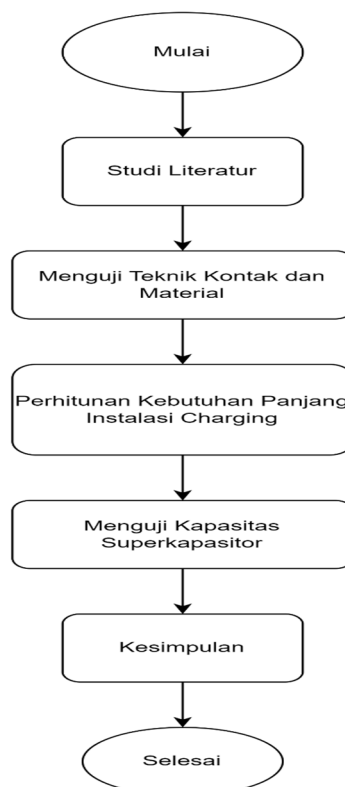 Mulai
Studi Literatur
Menguji Teknik Kontak dan
Material
Perhitunan Kebutuhan Panjang
Instalasi Charging
Menguji Kapasitas
Superkapasitor
Kesimpulan
Selesai